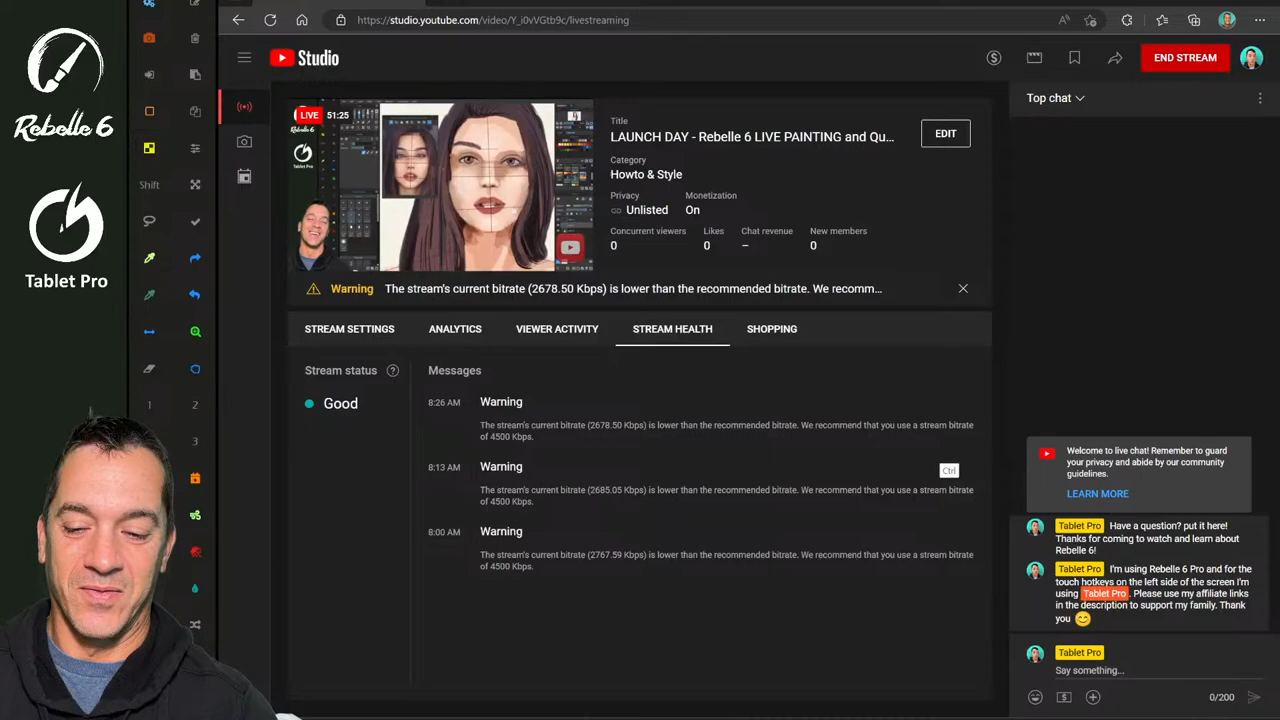 https://studio.youtube.com/video/Y_i0vVGtb9c/livestreaming
Rebelle 6
Tablet Pro
Shift
1
2
3
Studio
END STREAM
LIVE 51:25
Title
LAUNCH DAY - Rebelle 6 LIVE PAINTING and Qu...
EDIT
Category
Howto & Style
Privacy Monetization
Unlisted On
Concurrent viewers Likes Chat revenue New members
0 0 – 0
Warning The stream's current bitrate (2678.50 Kbps) is lower than the recommended bitrate. We recomm...
STREAM SETTINGS ANALYTICS VIEWER ACTIVITY STREAM HEALTH SHOPPING
Stream status
Good
Messages
8:26 AM Warning
The stream's current bitrate (2678.50 Kbps) is lower than the recommended bitrate. We recommend that you use a stream bitrate
of 4500 Kbps.
8:13 AM Warning
The stream's current bitrate (2685.05 Kbps) is lower than the recommended bitrate. We recommend that you use a stream bitrate
of 4500 Kbps.
8:00 AM Warning
The stream's current bitrate (2767.59 Kbps) is lower than the recommended bitrate. We recommend that you use a stream bitrate
of 4500 Kbps.
Ctrl
Top chat
Welcome to live chat! Remember to guard
your privacy and abide by our community
guidelines.
LEARN MORE
Tablet Pro Have a question? put it here!
Thanks for coming to watch and learn about
Rebelle 6!
Tablet Pro I'm using Rebelle 6 Pro and for the
touch hotkeys on the left side of the screen I'm
using Tablet Pro. Please use my affiliate links
in the description to support my family. Thank
you 😊
Tablet Pro
Say something...
0/200